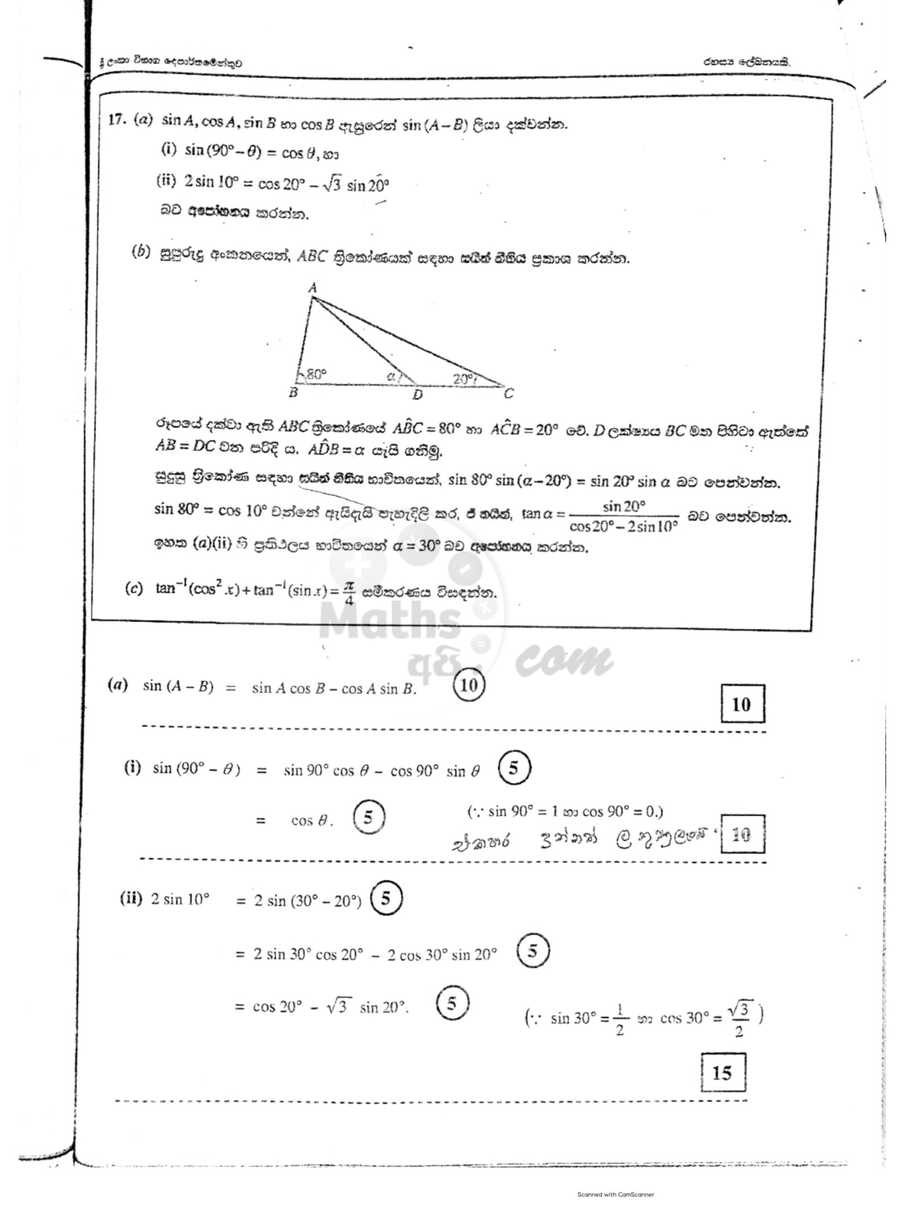 ශ්‍රී ලංකා විභාග දෙපාර්තමේන්තුව
රහස්‍ය ලේඛනයකි.
17. (a) sin A, cos A, sin B හා cos B ඇසුරෙන් sin (A – B) ලියා දක්වන්න.
(i) sin (90° – θ) = cos θ, හා
(ii) 2 sin 10° = cos 20° – √3 sin 20°
බව අපෝහනය කරන්න.
(b) සුපුරුදු අංකනයෙන්, ABC ත්‍රිකෝණයක් සඳහා සයින් නීතිය ප්‍රකාශ කරන්න.
A
80° α 20°
B D C
රූපයේ දක්වා ඇති ABC ත්‍රිකෝණයේ AB̂C = 80° හා AĈB = 20° වේ. D ලක්ෂ්‍යය BC මත පිහිටා ඇත්තේ
AB = DC වන පරිදි ය. AD̂B = α යැයි ගනිමු.
සුදුසු ත්‍රිකෝණ සඳහා සයින් නීතිය භාවිතයෙන්, sin 80° sin (α – 20°) = sin 20° sin α බව පෙන්වන්න.
sin 80° = cos 10° වන්නේ ඇයිදැයි පැහැදිලි කර, ඒ නයින්, tan α = sin 20° / (cos 20° – 2 sin 10°) බව පෙන්වන්න.
ඉහත (a)(ii) හි ප්‍රතිඵලය භාවිතයෙන් α = 30° බව අපෝහනය කරන්න.
(c) tan⁻¹(cos² x) + tan⁻¹(sin x) = π/4 සමීකරණය විසඳන්න.
Maths
අපි . com
(a) sin (A – B) = sin A cos B – cos A sin B. 10
10
(i) sin (90° – θ) = sin 90° cos θ – cos 90° sin θ 5
= cos θ. 5 (∵ sin 90° = 1 හා cos 90° = 0.)
10
(ii) 2 sin 10° = 2 sin (30° – 20°) 5
= 2 sin 30° cos 20° – 2 cos 30° sin 20° 5
= cos 20° – √3 sin 20°. 5 (∵ sin 30° = 1/2 හා cos 30° = √3/2)
15
Scanned with CamScanner